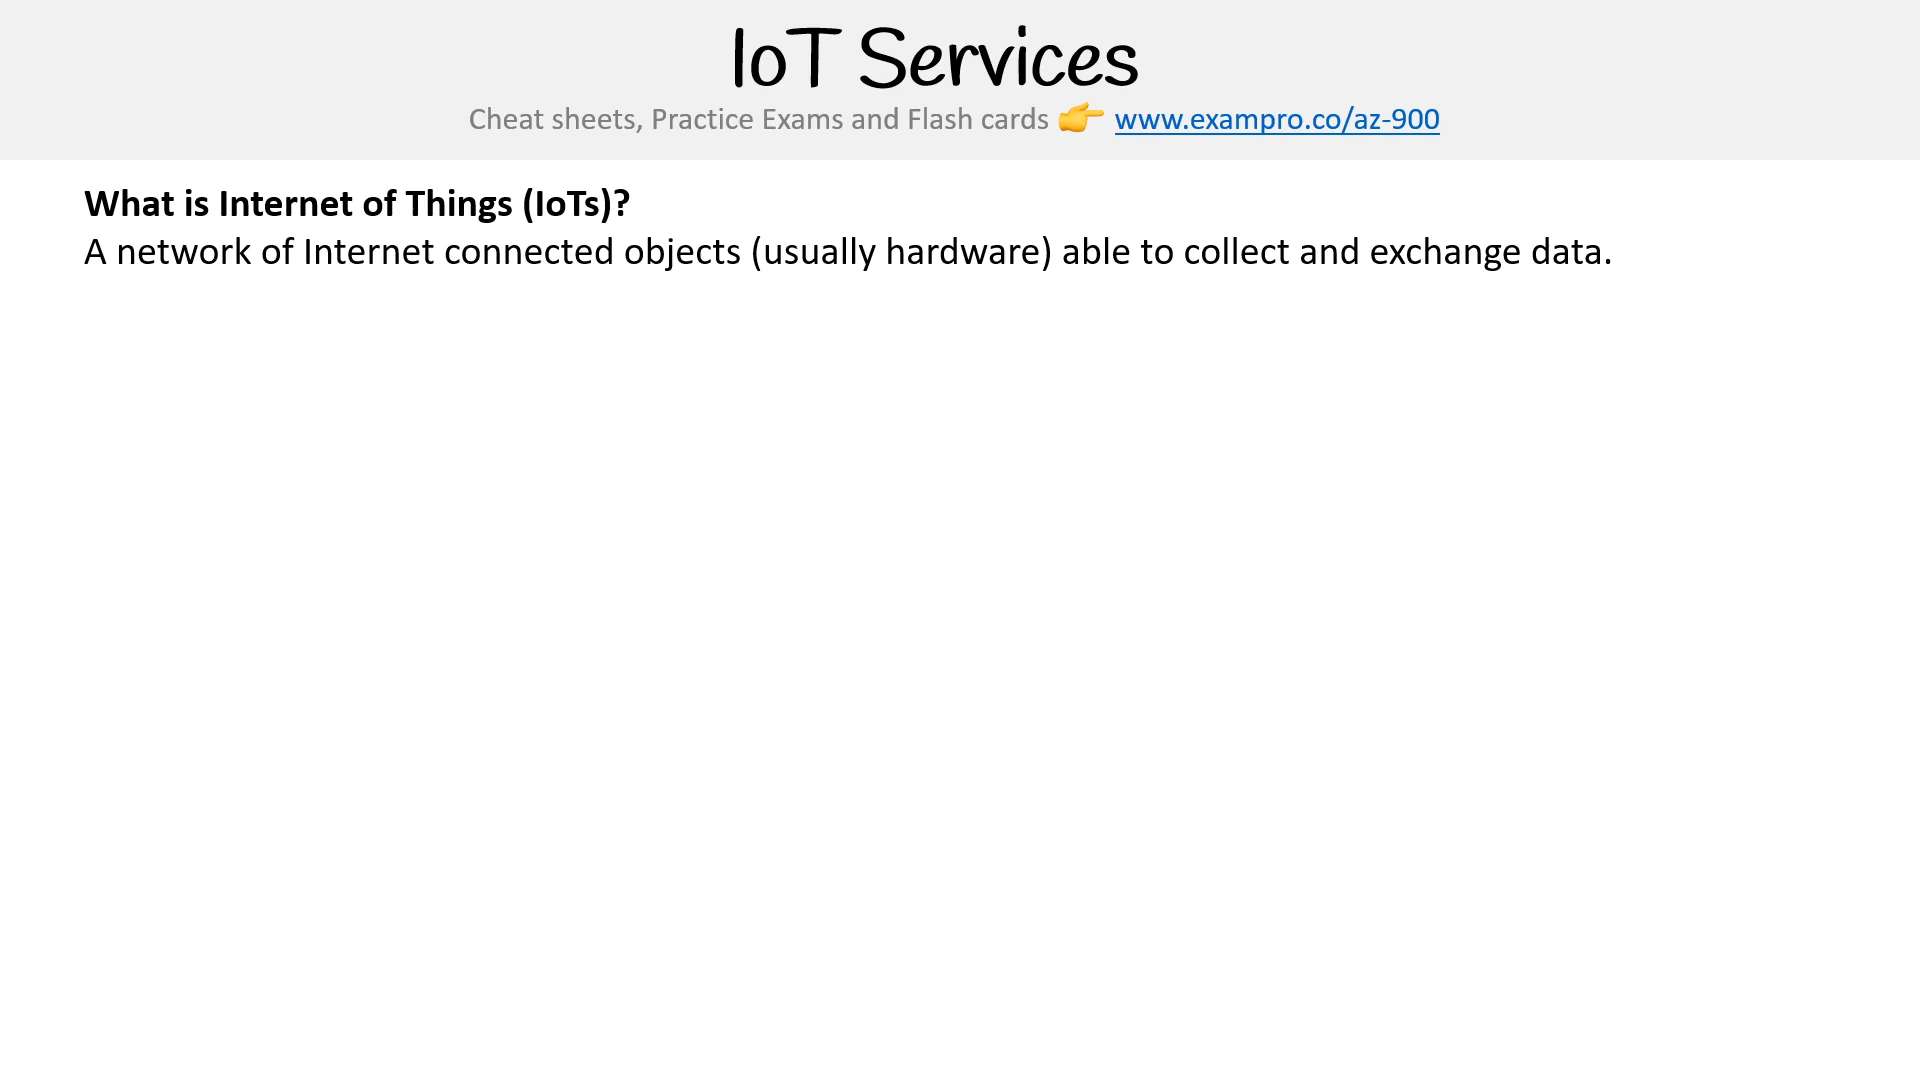 IoT Services
Cheat sheets, Practice Exams and Flash cards 👉 www.exampro.co/az-900
What is Internet of Things (IoTs)?
A network of Internet connected objects (usually hardware) able to collect and exchange data.